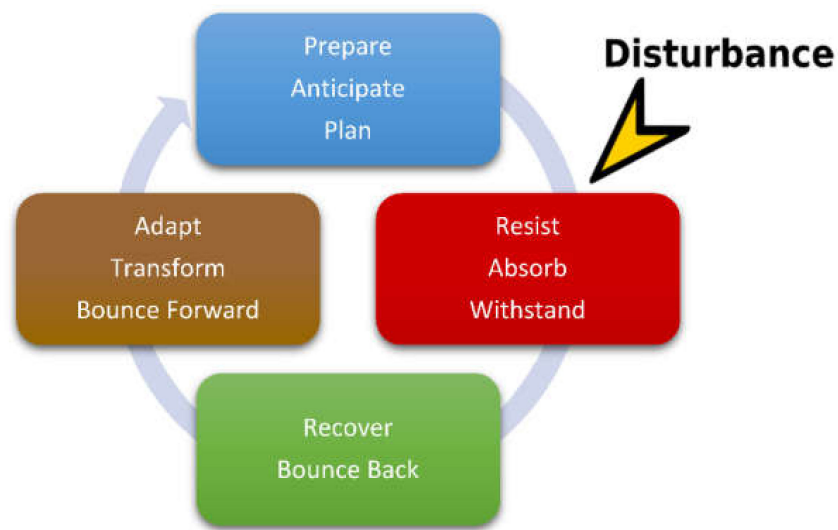 Prepare
Anticipate
Plan
Disturbance
Resist
Absorb
Withstand
Recover
Bounce Back
Adapt
Transform
Bounce Forward